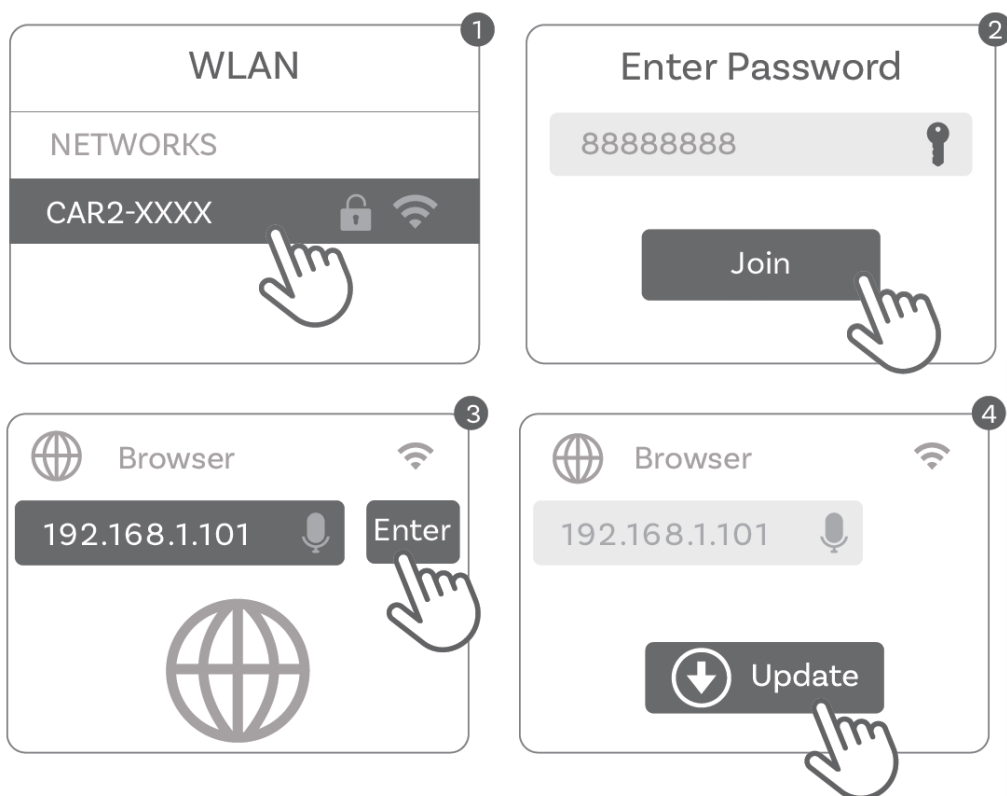 1
WLAN
NETWORKS
CAR2-XXXX
2
Enter Password
88888888
Join
3
Browser
192.168.1.101
Enter
4
Browser
192.168.1.101
Update